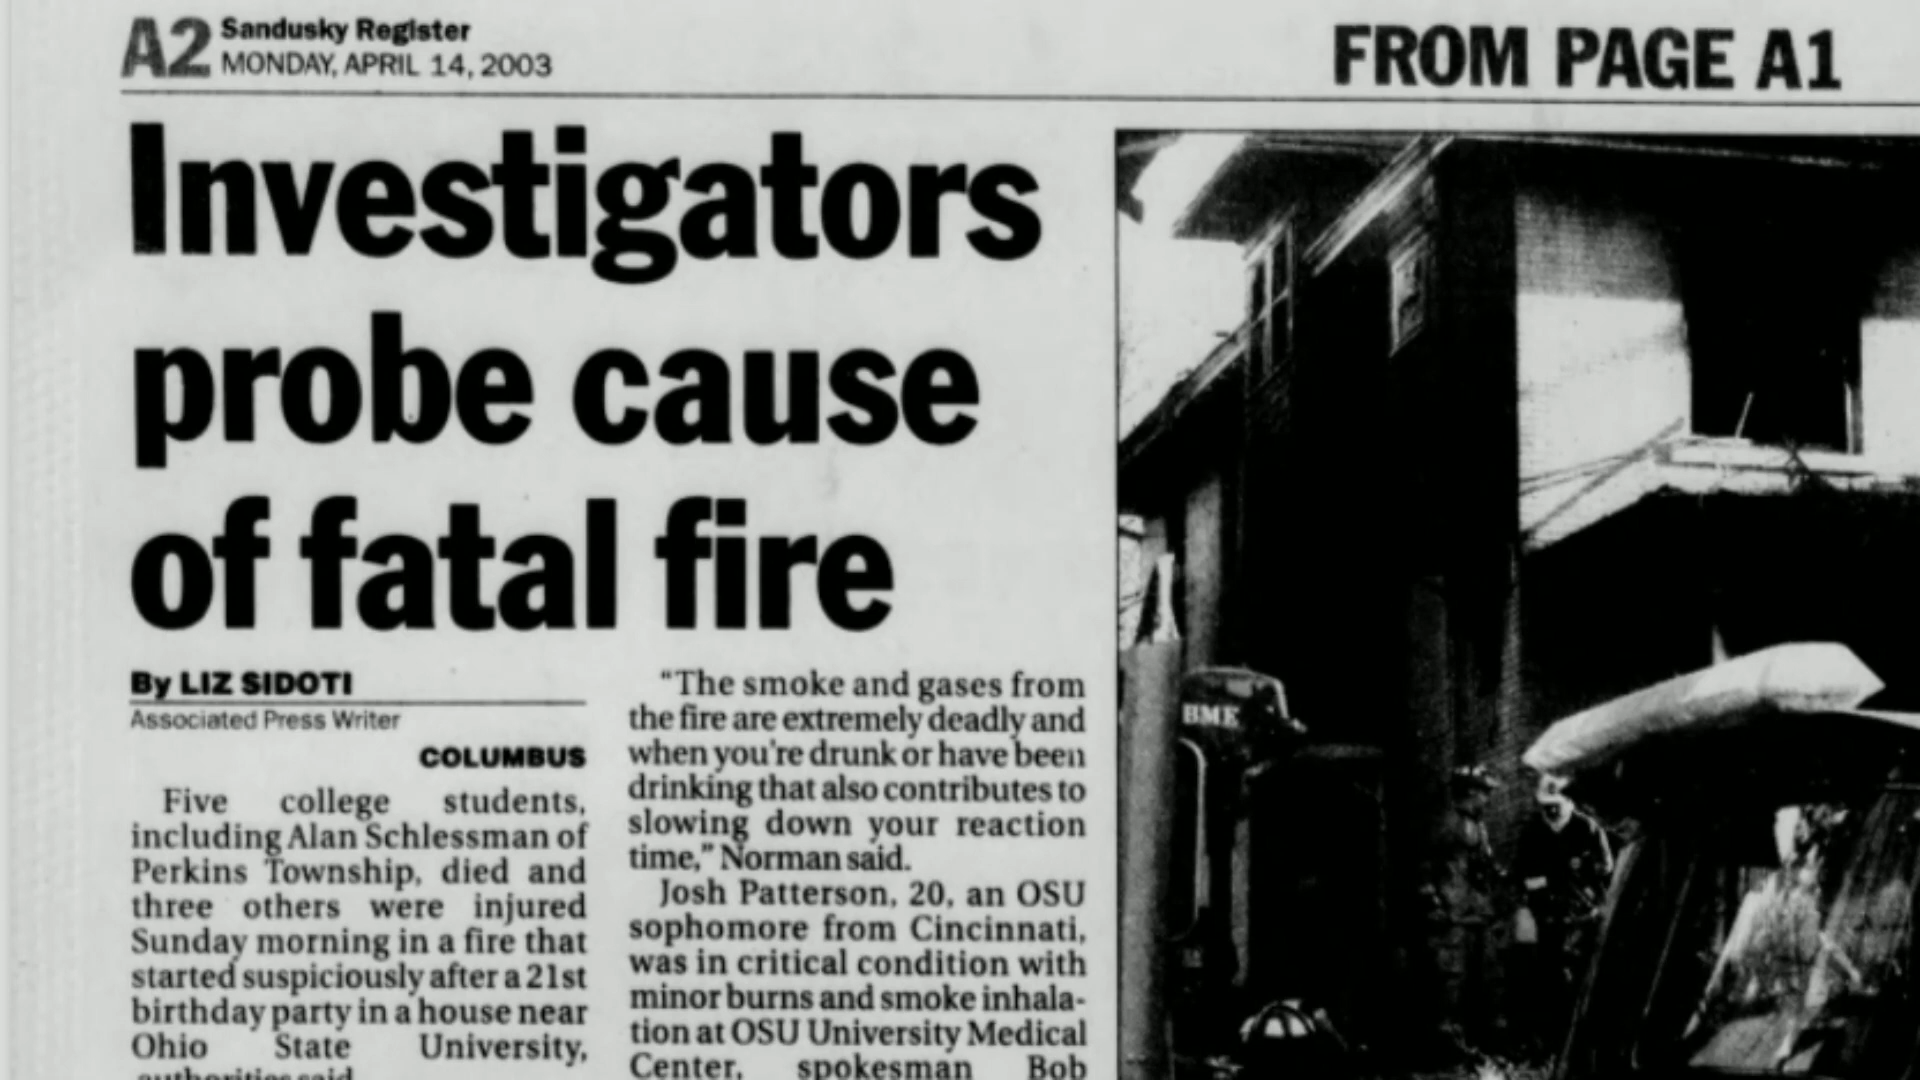 A2 Sandusky Register
MONDAY, APRIL 14, 2003
FROM PAGE A1
Investigators
probe cause
of fatal fire
By LIZ SIDOTI
Associated Press Writer
COLUMBUS
Five college students,
including Alan Schlessman of
Perkins Township, died and
three others were injured
Sunday morning in a fire that
started suspiciously after a 21st
birthday party in a house near
Ohio State University,
authorities said.
"The smoke and gases from
the fire are extremely deadly and
when you're drunk or have been
drinking that also contributes to
slowing down your reaction
time," Norman said.
Josh Patterson, 20, an OSU
sophomore from Cincinnati,
was in critical condition with
minor burns and smoke inhala-
tion at OSU University Medical
Center, spokesman Bob
BME